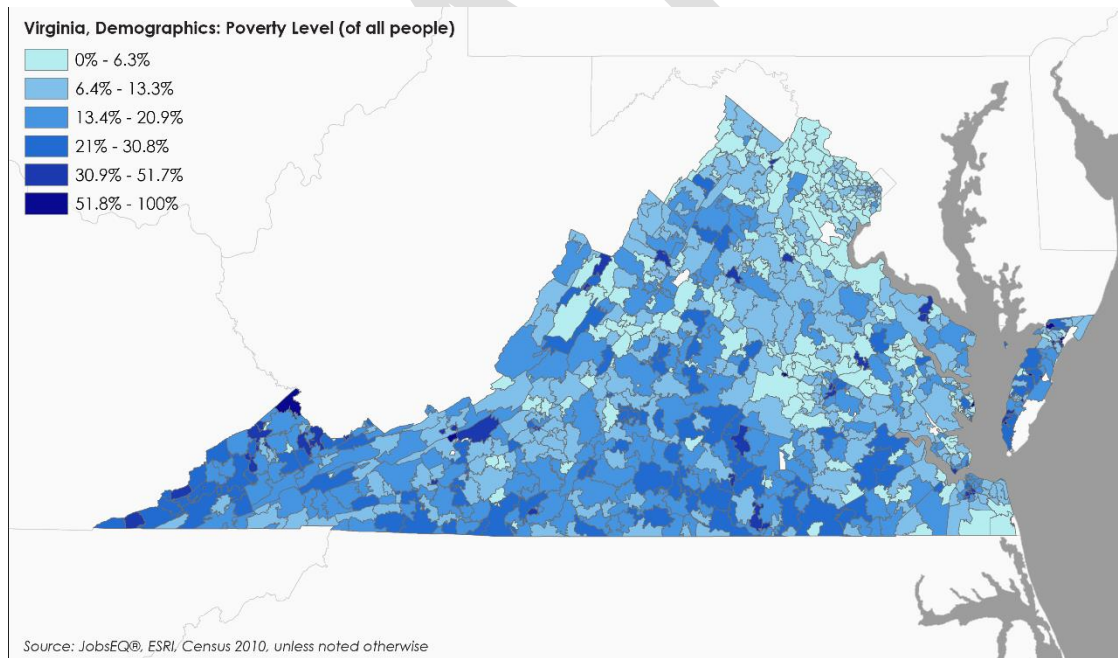 Virginia, Demographics: Poverty Level (of all people)
0% - 6.3%
6.4% - 13.3%
13.4% - 20.9%
21% - 30.8%
30.9% - 51.7%
51.8% - 100%
Source: JobsEQ®, ESRI, Census 2010, unless noted otherwise